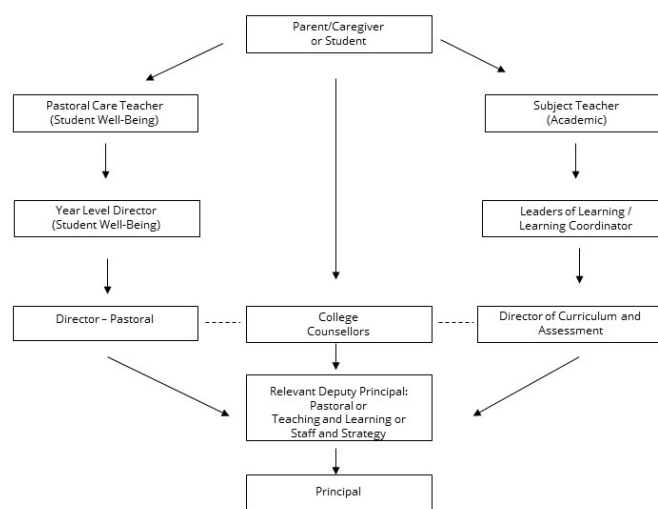 Parent/Caregiver
or Student
Pastoral Care Teacher
(Student Well-Being)
Subject Teacher
(Academic)
Year Level Director
(Student Well-Being)
Leaders of Learning /
Learning Coordinator
Director – Pastoral
College
Counsellors
Director of Curriculum and
Assessment
Relevant Deputy Principal:
Pastoral or
Teaching and Learning or
Staff and Strategy
Principal